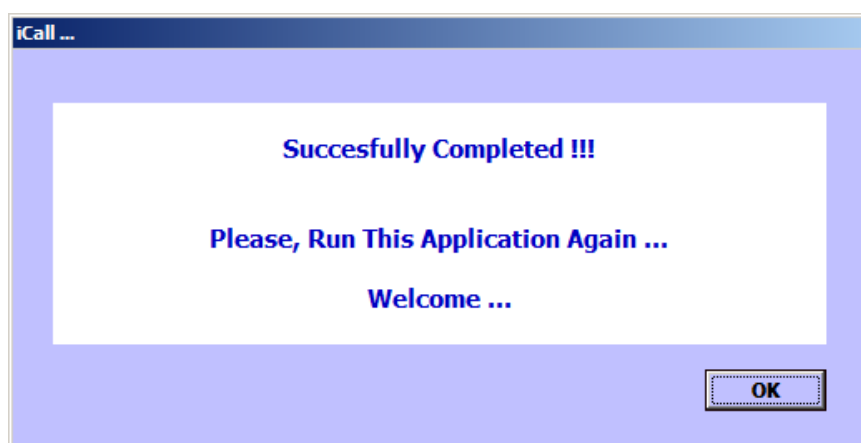 iCall ...
Succesfully Completed !!!
Please, Run This Application Again ...
Welcome ...
OK